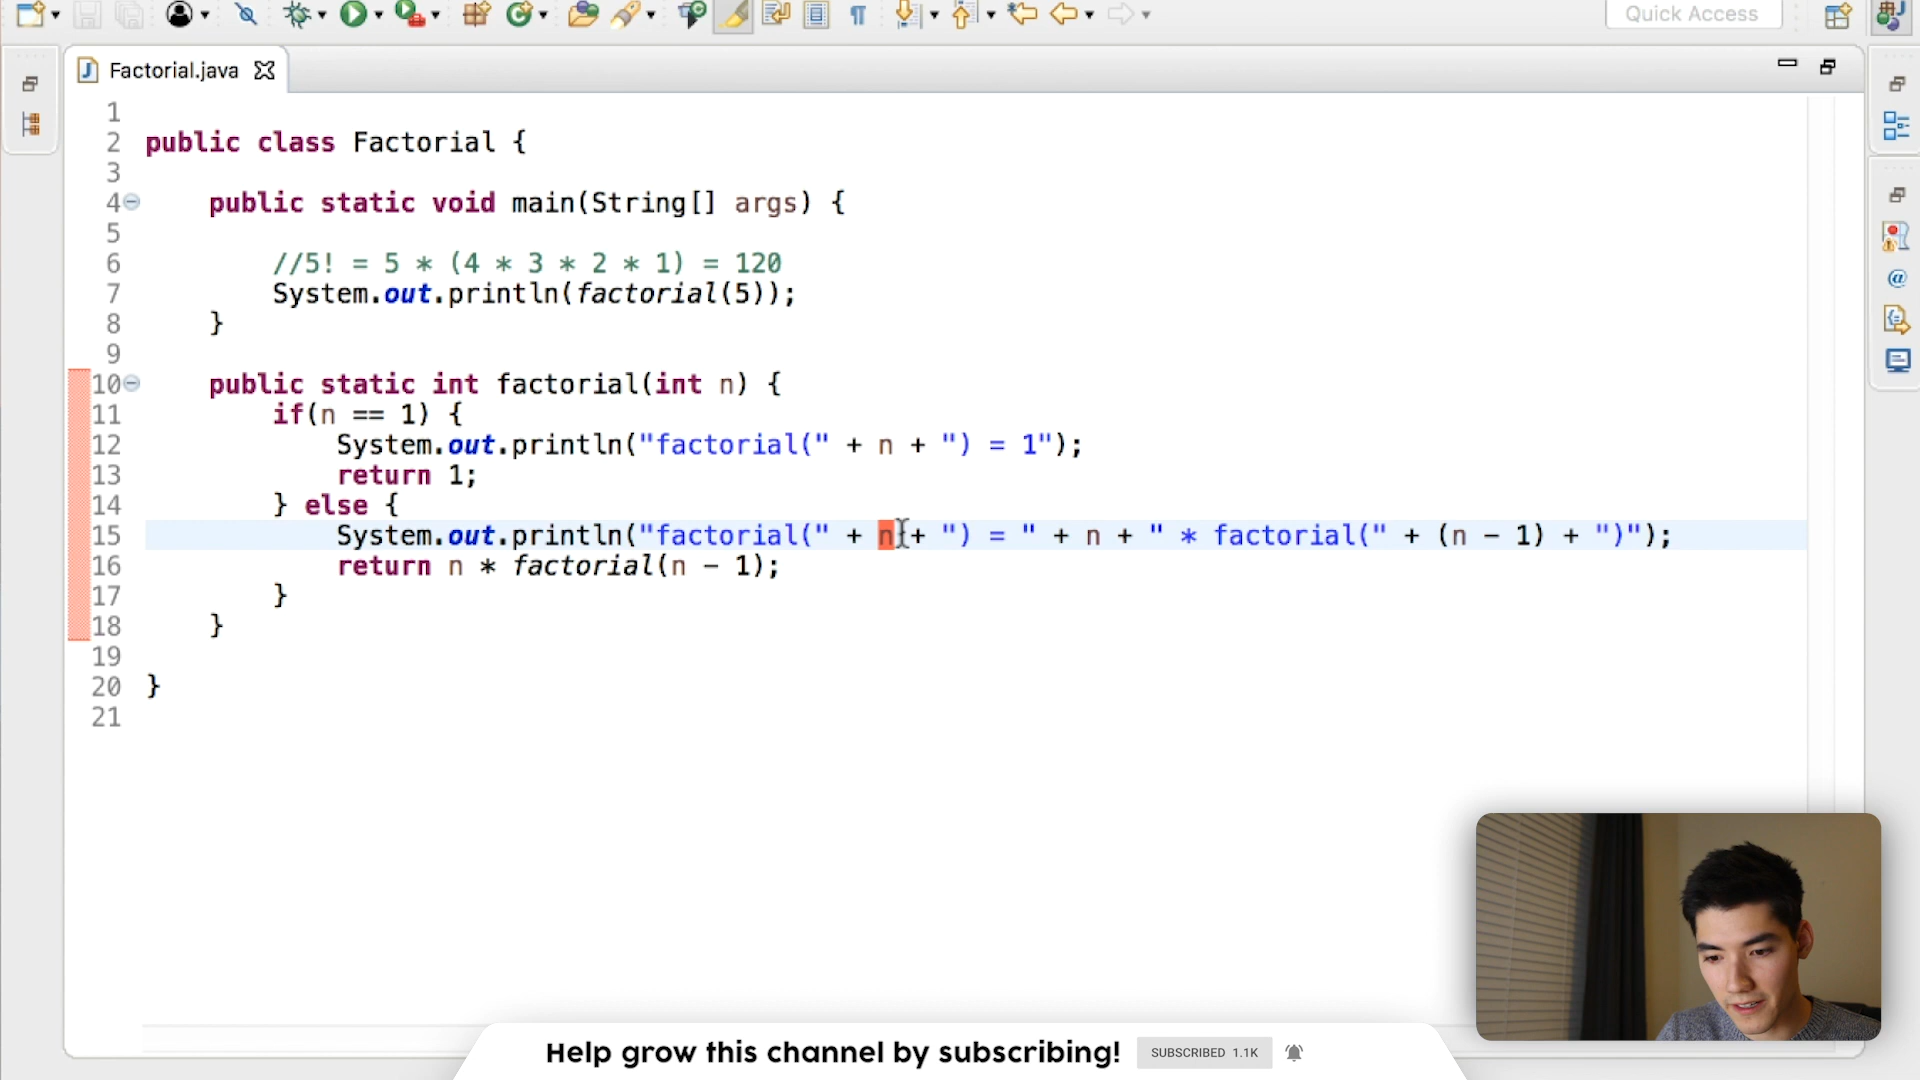 Quick Access
Factorial.java
1
2 public class Factorial {
3
4 public static void main(String[] args) {
5
6 //5! = 5 * (4 * 3 * 2 * 1) = 120
7 System.out.println(factorial(5));
8 }
9
10 public static int factorial(int n) {
11 if(n == 1) {
12 System.out.println("factorial(" + n + ") = 1");
13 return 1;
14 } else {
15 System.out.println("factorial(" + n + ") = " + n + " * factorial(" + (n - 1) + ")");
16 return n * factorial(n - 1);
17 }
18 }
19
20 }
21
Help grow this channel by subscribing! SUBSCRIBED 1.1K